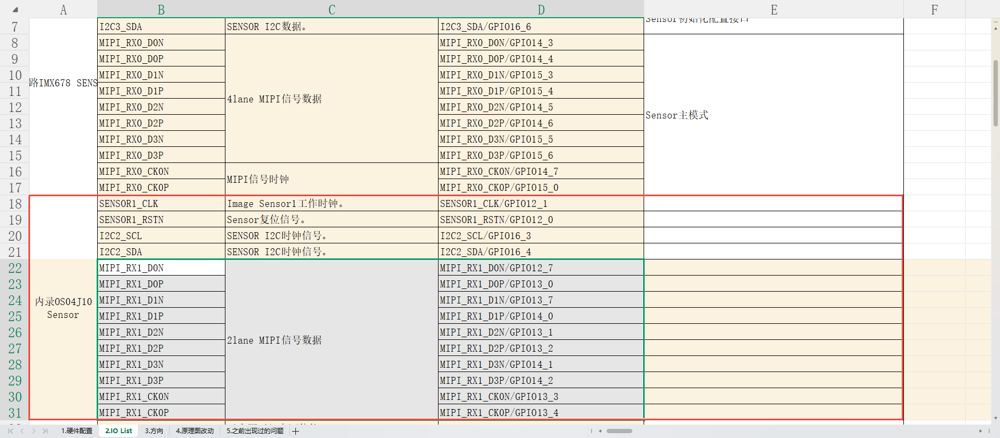 A B C D E F
7 I2C3_SDA SENSOR I2C数据。 I2C3_SDA/GPIO16_6 Sensor初始化配置接口
8 MIPI_RX0_D0N MIPI_RX0_D0N/GPIO14_3
9 MIPI_RX0_D0P MIPI_RX0_D0P/GPIO14_4
10 MIPI_RX0_D1N MIPI_RX0_D1N/GPIO15_3
路IMX678 SENS
11 MIPI_RX0_D1P MIPI_RX0_D1P/GPIO15_4
4lane MIPI信号数据
12 MIPI_RX0_D2N MIPI_RX0_D2N/GPIO14_5
Sensor主模式
13 MIPI_RX0_D2P MIPI_RX0_D2P/GPIO14_6
14 MIPI_RX0_D3N MIPI_RX0_D3N/GPIO15_5
15 MIPI_RX0_D3P MIPI_RX0_D3P/GPIO15_6
16 MIPI_RX0_CK0N MIPI_RX0_CK0N/GPIO14_7
MIPI信号时钟
17 MIPI_RX0_CK0P MIPI_RX0_CK0P/GPIO15_0
18 SENSOR1_CLK Image Sensor1工作时钟。 SENSOR1_CLK/GPIO12_1
19 SENSOR1_RSTN Sensor复位信号。 SENSOR1_RSTN/GPIO12_0
20 I2C2_SCL SENSOR I2C时钟信号。 I2C2_SCL/GPIO16_3
21 I2C2_SDA SENSOR I2C时钟信号。 I2C2_SDA/GPIO16_4
22 MIPI_RX1_D0N MIPI_RX1_D0N/GPIO12_7
23 MIPI_RX1_D0P MIPI_RX1_D0P/GPIO13_0
24 内录OS04J10 MIPI_RX1_D1N MIPI_RX1_D1N/GPIO13_7
25 Sensor MIPI_RX1_D1P MIPI_RX1_D1P/GPIO14_0
26 MIPI_RX1_D2N MIPI_RX1_D2N/GPIO13_1
2lane MIPI信号数据
27 MIPI_RX1_D2P MIPI_RX1_D2P/GPIO13_2
28 MIPI_RX1_D3N MIPI_RX1_D3N/GPIO14_1
29 MIPI_RX1_D3P MIPI_RX1_D3P/GPIO14_2
30 MIPI_RX1_CK0N MIPI_RX1_CK0N/GPIO13_3
31 MIPI_RX1_CK0P MIPI_RX1_CK0P/GPIO13_4
1.硬件配置 2.IO List 3.方向 4.原理图改动 5.之前出现过的问题